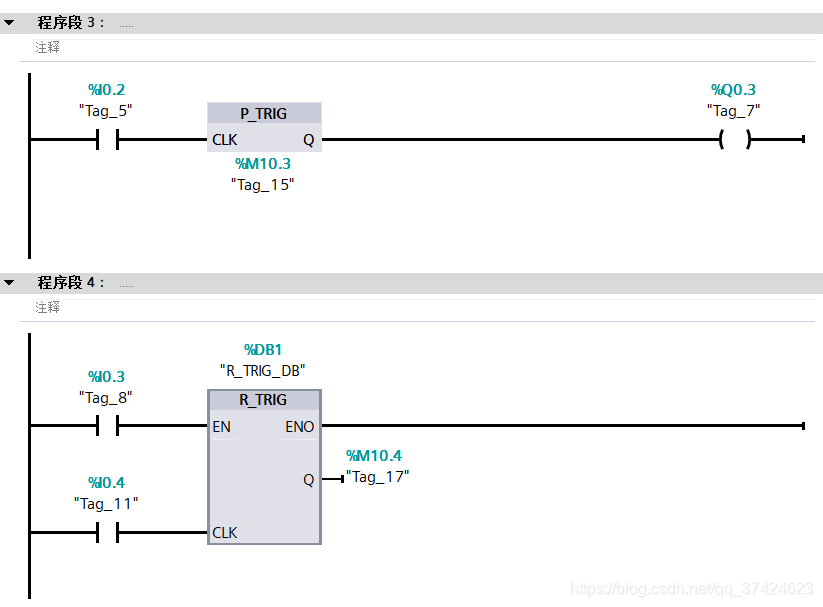 程序段 3： .....
注释
%I0.2
"Tag_5"
%Q0.3
"Tag_7"
P_TRIG
CLK Q
%M10.3
"Tag_15"
程序段 4： .....
注释
%DB1
"R_TRIG_DB"
%I0.3
"Tag_8"
R_TRIG
EN ENO
%M10.4
"Tag_17"
Q
%I0.4
"Tag_11"
CLK
https://blog.csdn.net/qq_37424623